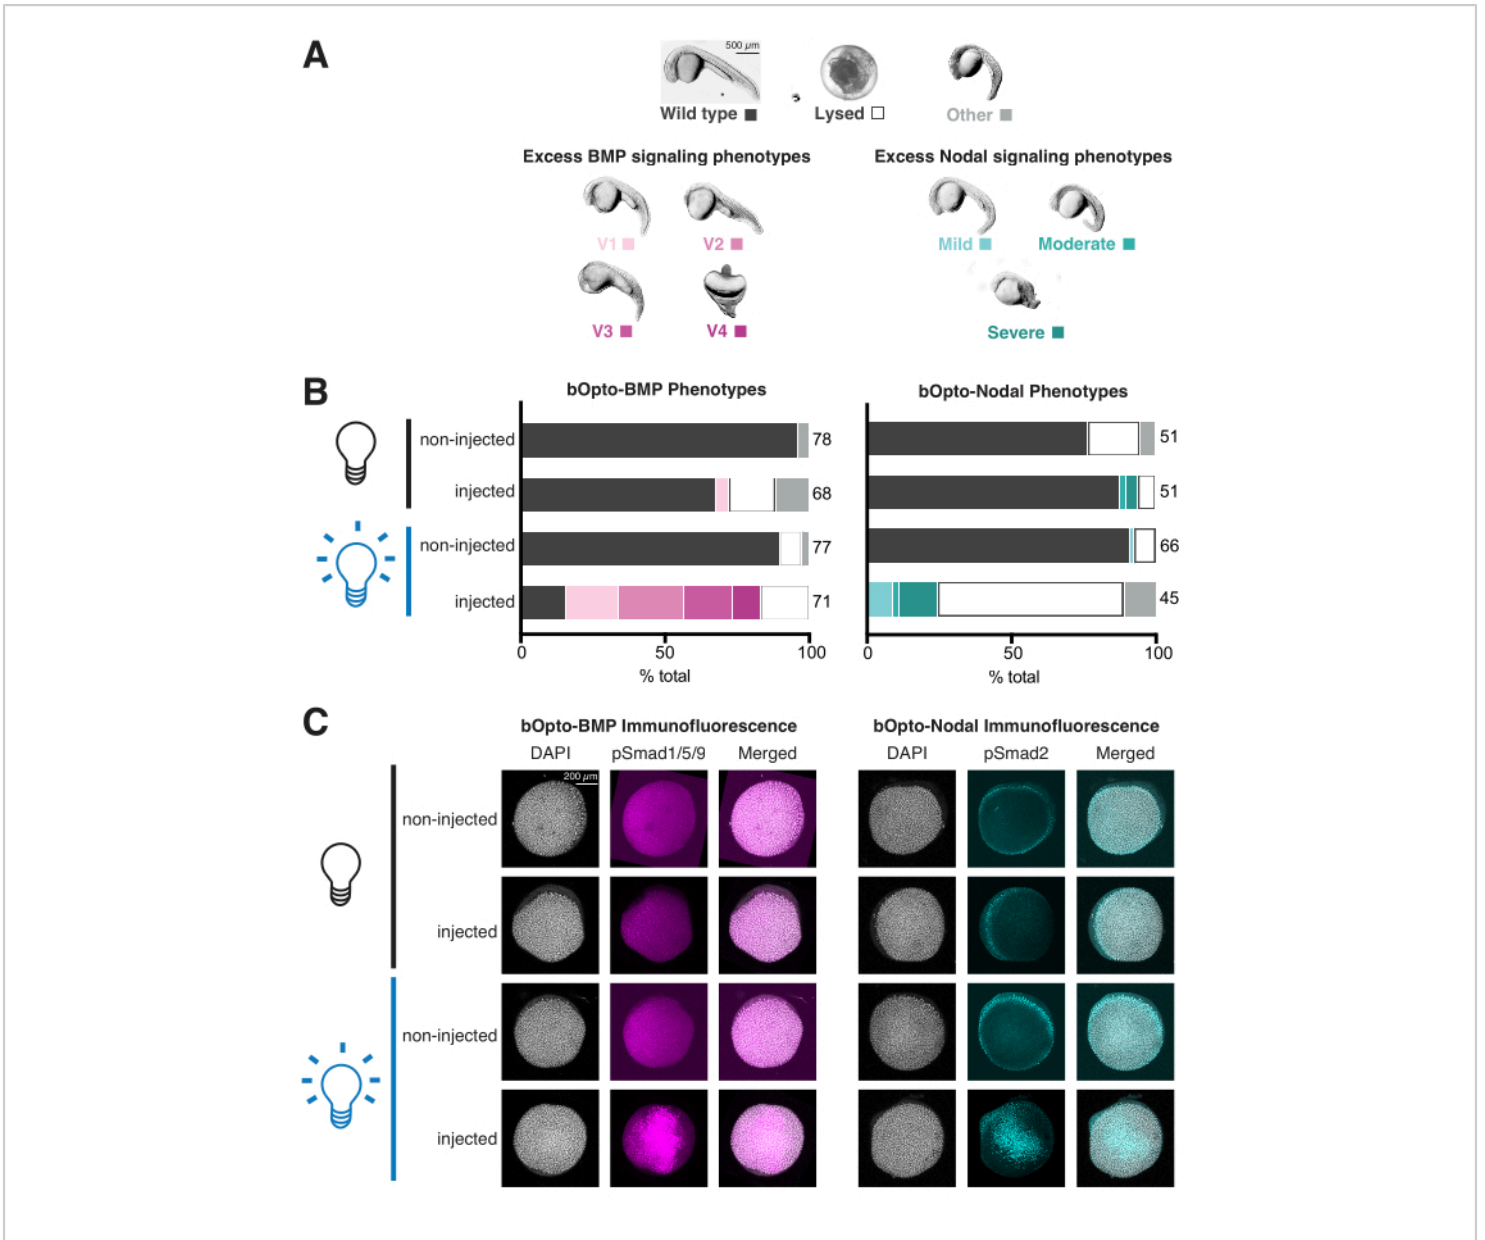 A
500 µm
Wild type Lysed Other
Excess BMP signaling phenotypes Excess Nodal signaling phenotypes
V1 V2 Mild Moderate
V3 V4 Severe
B
bOpto-BMP Phenotypes bOpto-Nodal Phenotypes
non-injected 78 51
injected 68 51
non-injected 77 66
injected 71 45
0 50 100 0 50 100
% total % total
C
bOpto-BMP Immunofluorescence bOpto-Nodal Immunofluorescence
DAPI pSmad1/5/9 Merged DAPI pSmad2 Merged
200 µm
non-injected
injected
non-injected
injected